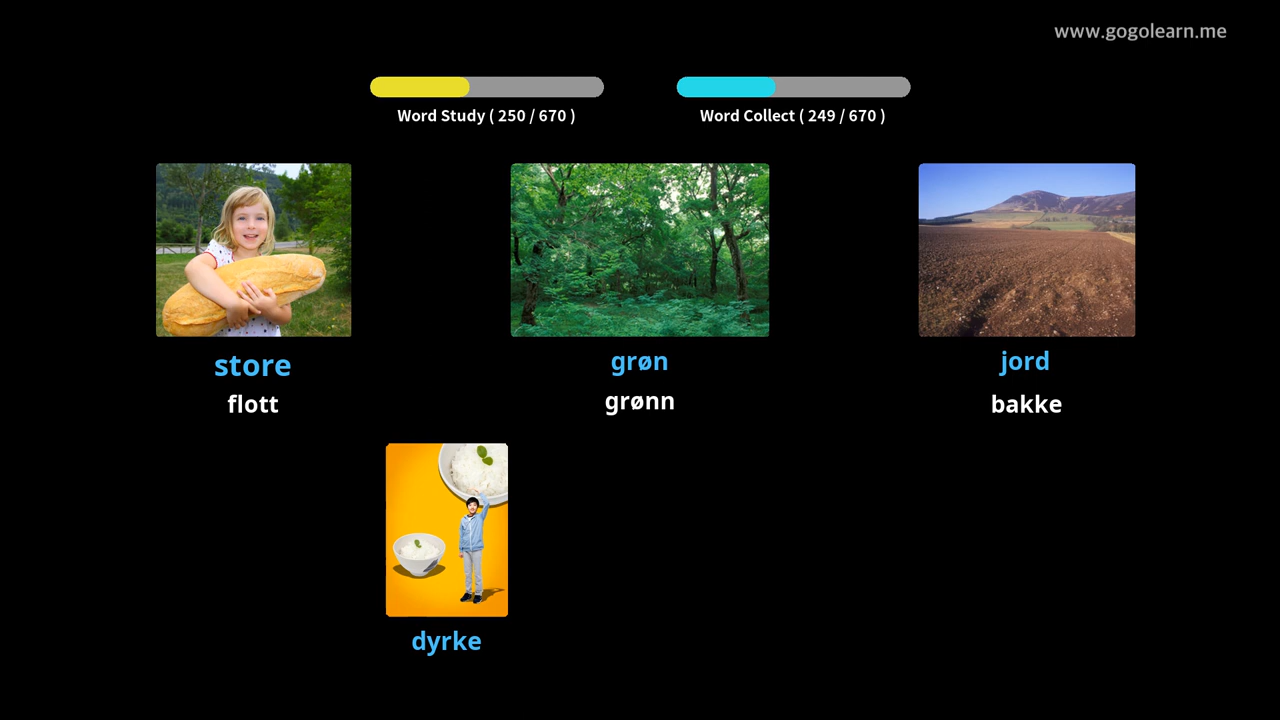 www.gogolearn.me
Word Study ( 250 / 670 )
Word Collect ( 249 / 670 )
store
grøn
jord
flott
grønn
bakke
dyrke